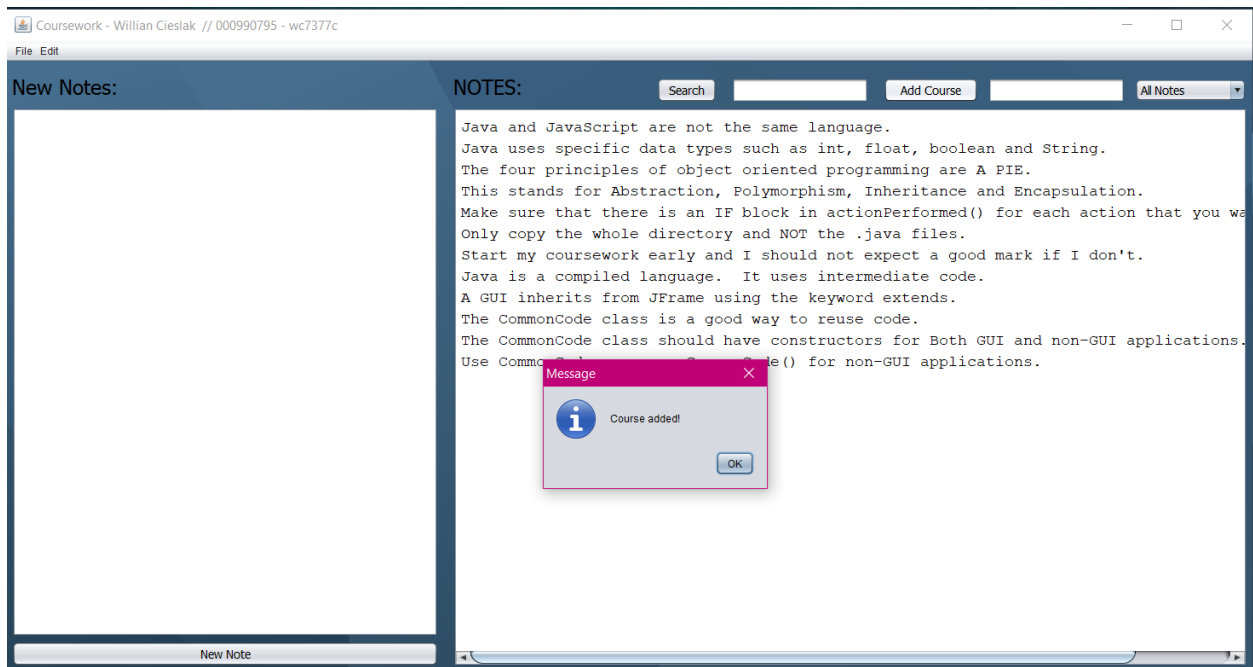 Coursework - Willian Cieslak // 000990795 - wc7377c
File Edit
New Notes:
NOTES:
Search
Add Course
All Notes
Java and JavaScript are not the same language.
Java uses specific data types such as int, float, boolean and String.
The four principles of object oriented programming are A PIE.
This stands for Abstraction, Polymorphism, Inheritance and Encapsulation.
Make sure that there is an IF block in actionPerformed() for each action that you wa
Only copy the whole directory and NOT the .java files.
Start my coursework early and I should not expect a good mark if I don't.
Java is a compiled language.  It uses intermediate code.
A GUI inherits from JFrame using the keyword extends.
The CommonCode class is a good way to reuse code.
The CommonCode class should have constructors for Both GUI and non-GUI applications.
Use () for non-GUI applications.
Message
Course added!
OK
New Note